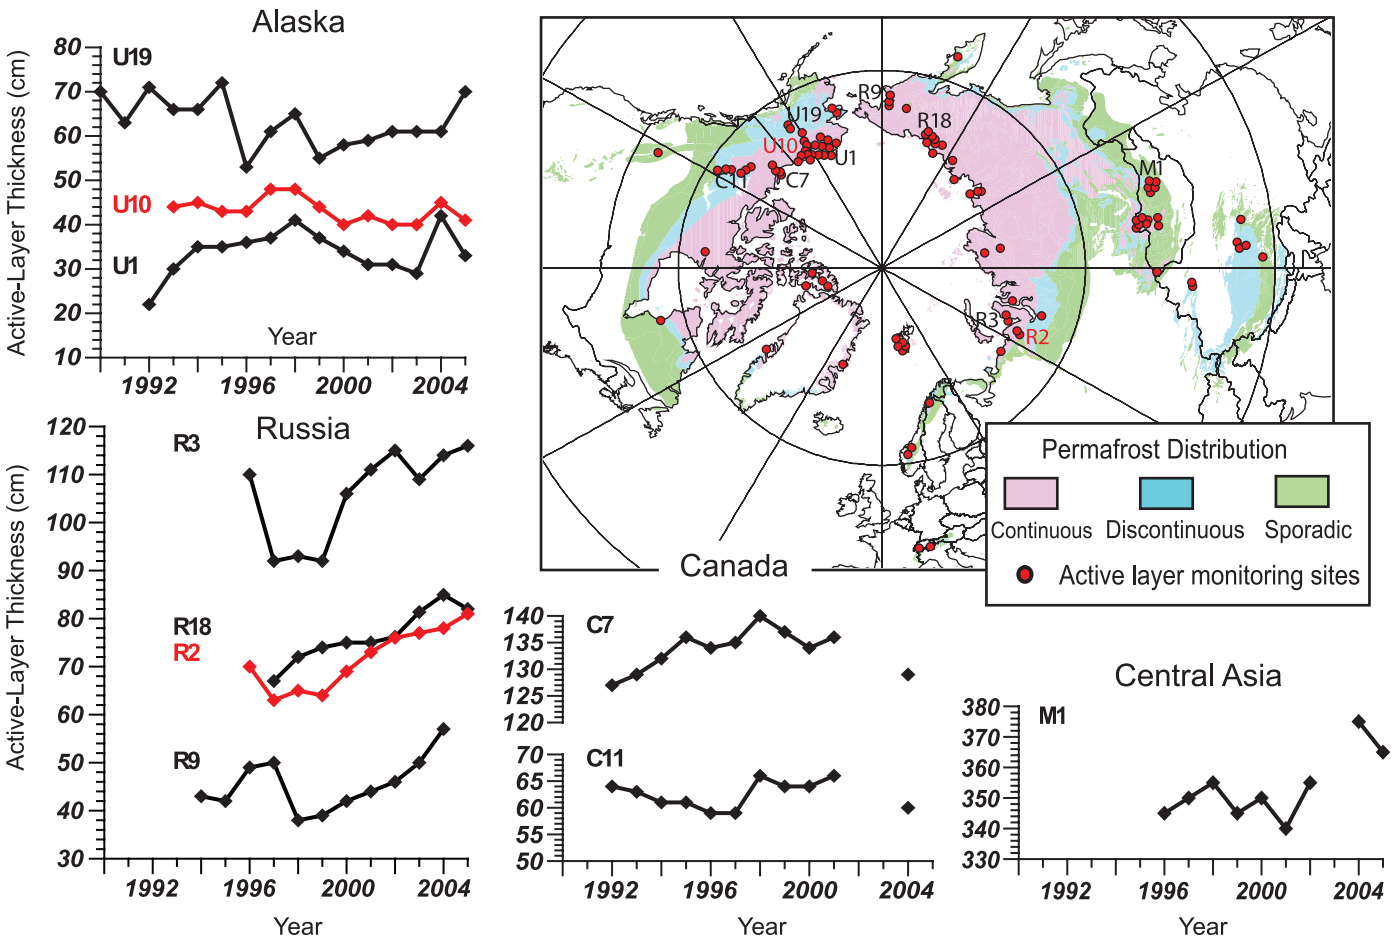 Alaska
Active-Layer Thickness (cm)
80
70
60
50
40
30
20
10
U19
U10
U1
Year
1992
1996
2000
2004
Russia
Active-Layer Thickness (cm)
120
110
100
90
80
70
60
50
40
30
R3
R18
R2
R9
1992
1996
2000
2004
Year
R9
U19
R18
U10
U1
M1
C11
C7
R3
R2
Permafrost Distribution
Continuous
Discontinuous
Sporadic
Active layer monitoring sites
Canada
140
135
130
125
120
C7
70
65
60
55
50
C11
1992
1996
2000
2004
Year
Central Asia
380
370
360
350
340
330
M1
1992
1996
2000
2004
Year